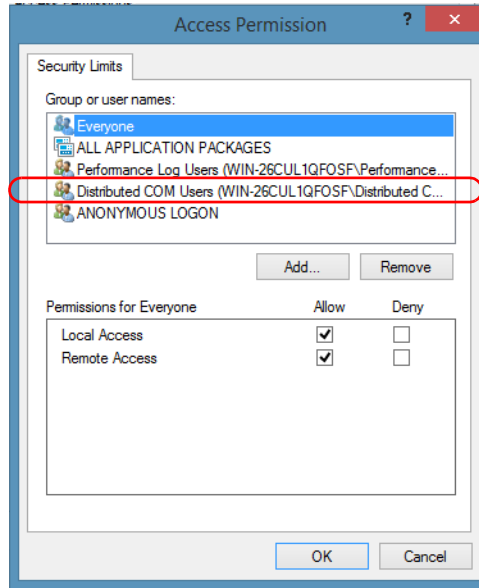 Access Permission
?
×
Security Limits
Group or user names:
Everyone
ALL APPLICATION PACKAGES
Performance Log Users (WIN-26CUL1QFOSF\Performance...
Distributed COM Users (WIN-26CUL1QFOSF\Distributed C...
ANONYMOUS LOGON
Add... Remove
Permissions for Everyone Allow Deny
Local Access
Remote Access
OK Cancel